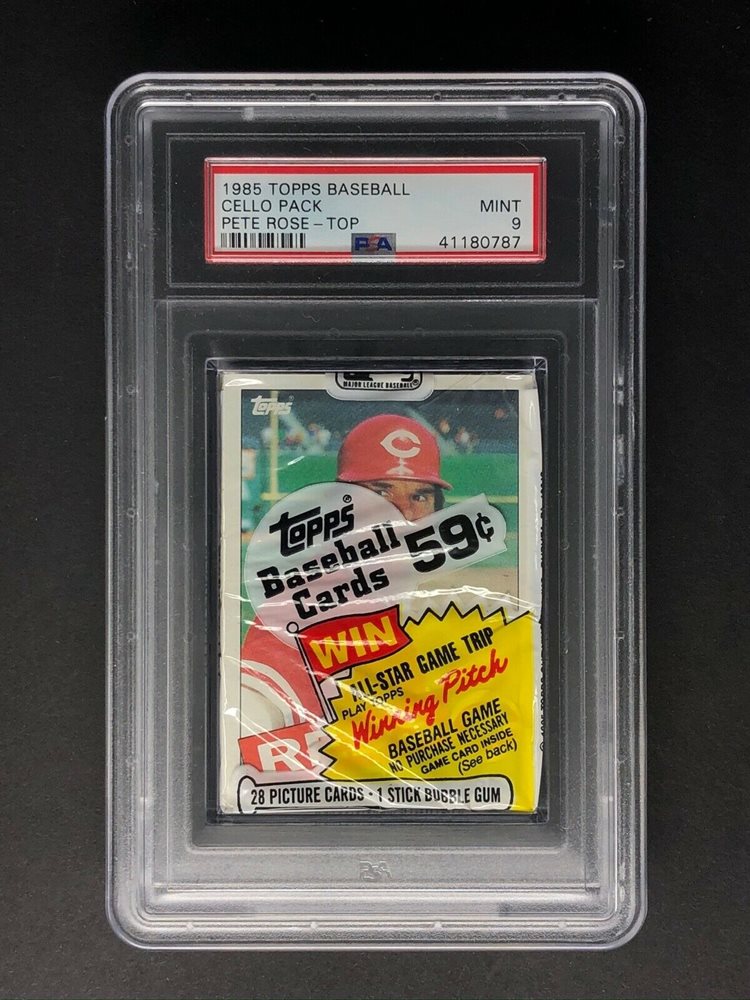 1985 TOPPS BASEBALL
CELLO PACK MINT
PETE ROSE - TOP 9
PSA 41180787
MAJOR LEAGUE BASEBALL®
topps®
C
topps®
Baseball
Cards 59¢
WIN
ALL-STAR GAME TRIP
PLAY TOPPS
Winning Pitch
BASEBALL GAME
NO PURCHASE NECESSARY
GAME CARD INSIDE
(See back)
28 PICTURE CARDS · 1 STICK BUBBLE GUM
PSA